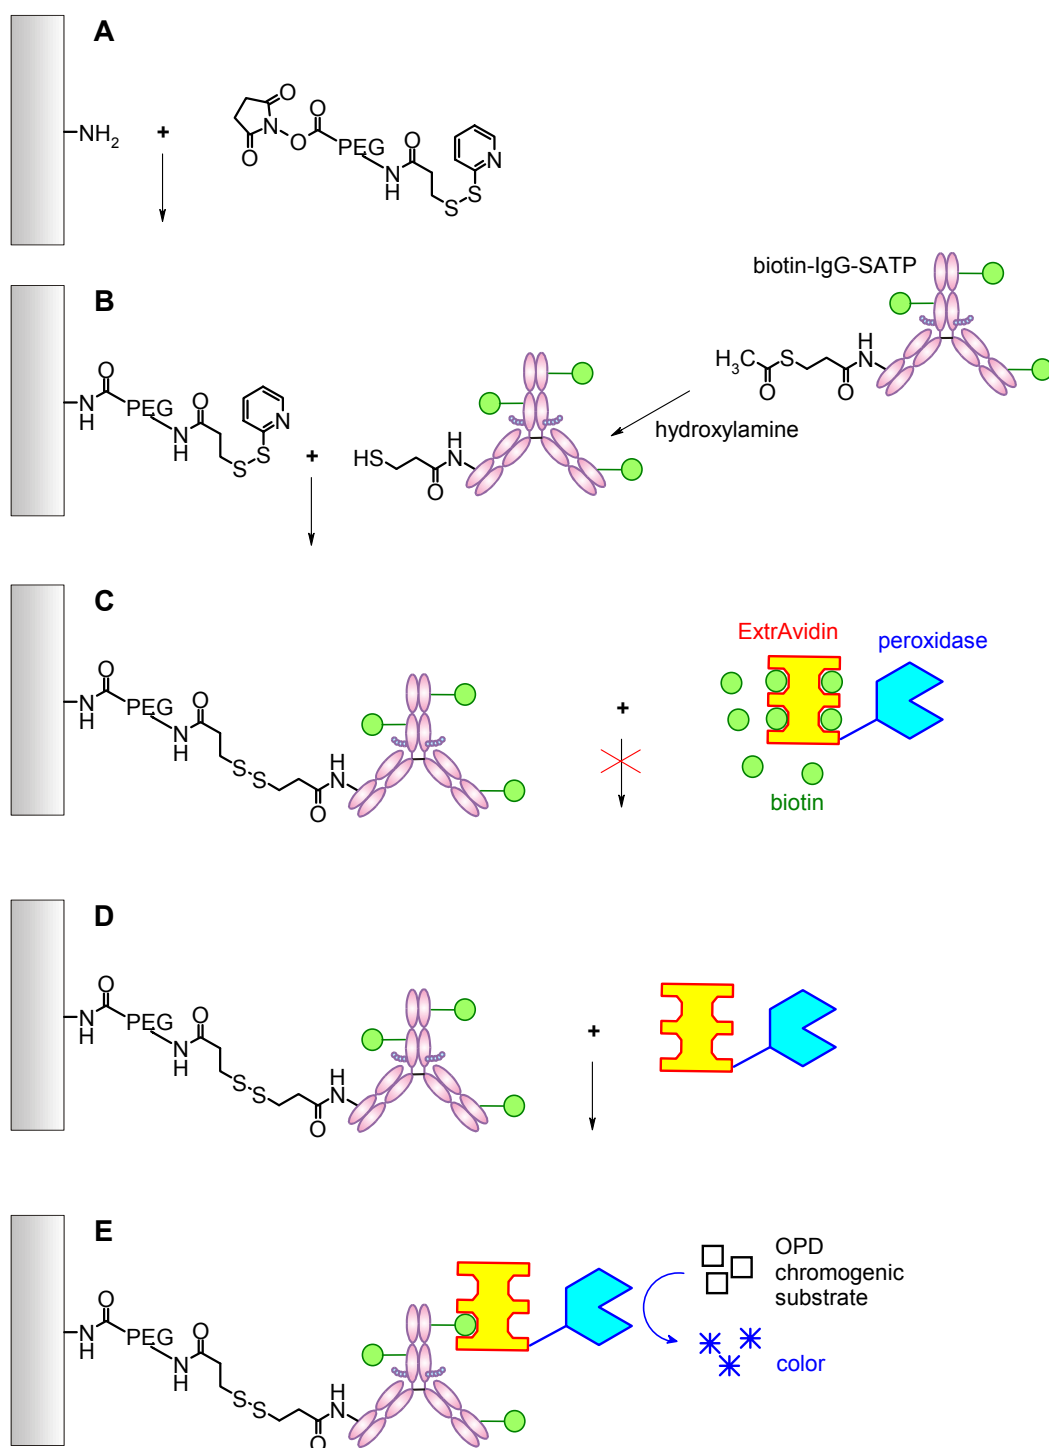 A
O
N
O
O
O
PEG
O
N
H
N
S
S
NH2
+
biotin-IgG-SATP
B
H3C
S
O
O
H
N
hydroxylamine
O
N
H
PEG
O
N
H
N
S
S
+
HS
O
H
N
C
O
N
H
PEG
O
N
H
S
S
O
H
N
+
ExtrAvidin
peroxidase
biotin
D
O
N
H
PEG
O
N
H
S
S
O
H
N
+
E
O
N
H
PEG
O
N
H
S
S
O
H
N
OPD
chromogenic
substrate
color